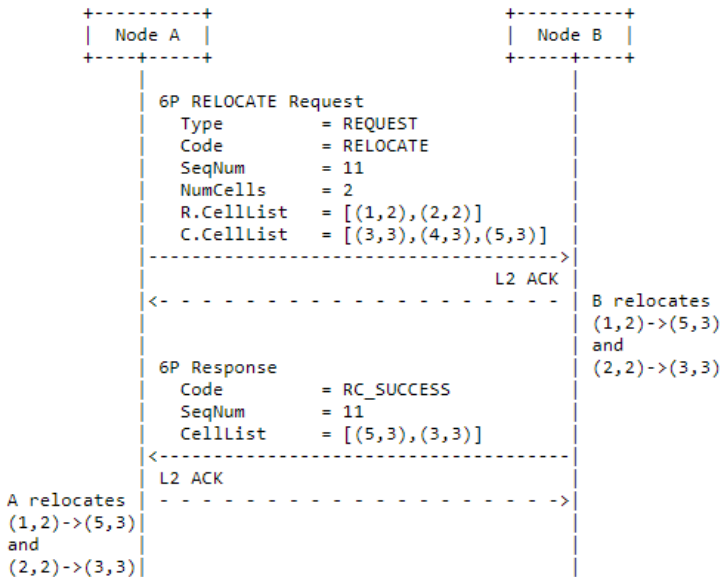 Node A Node B
6P RELOCATE Request
Type = REQUEST
Code = RELOCATE
SeqNum = 11
NumCells = 2
R.CellList = [(1,2),(2,2)]
C.CellList = [(3,3),(4,3),(5,3)]
L2 ACK
B relocates
(1,2)->(5,3)
and
(2,2)->(3,3)
6P Response
Code = RC_SUCCESS
SeqNum = 11
CellList = [(5,3),(3,3)]
L2 ACK
A relocates
(1,2)->(5,3)
and
(2,2)->(3,3)